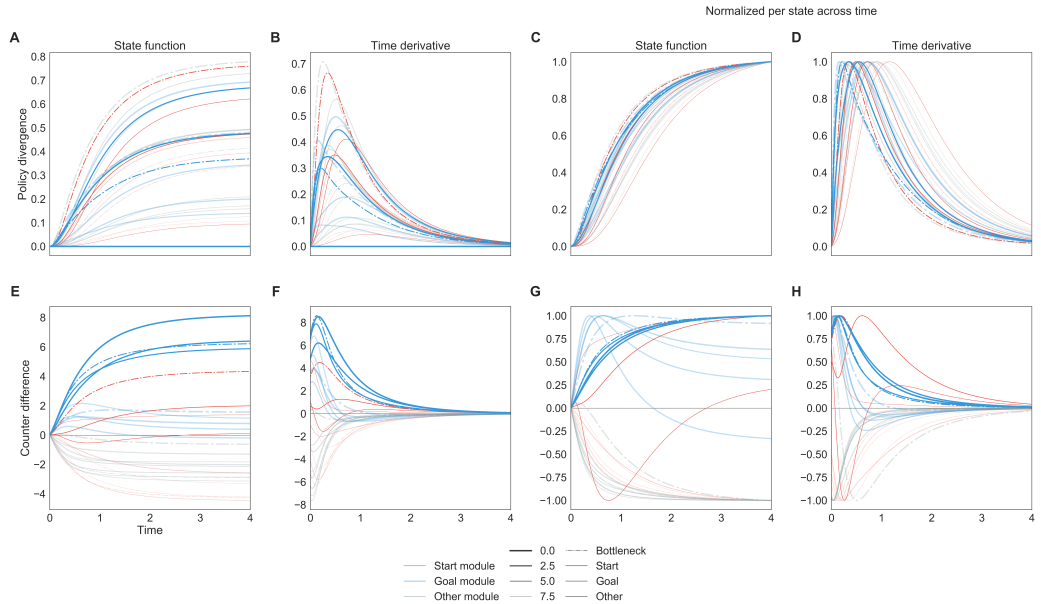 Normalized per state across time
A
State function
B
Time derivative
C
State function
D
Time derivative
Policy divergence
0.8
0.7
0.6
0.5
0.4
0.3
0.2
0.1
0.0
0.7
0.6
0.5
0.4
0.3
0.2
0.1
0.0
1.0
0.8
0.6
0.4
0.2
0.0
1.0
0.8
0.6
0.4
0.2
0.0
E
F
G
H
Counter difference
8
6
4
2
0
−2
−4
0 1 2 3 4
Time
8
6
4
2
0
−2
−4
−6
−8
0 1 2 3 4
1.00
0.75
0.50
0.25
0.00
−0.25
−0.50
−0.75
−1.00
0 1 2 3 4
1.00
0.75
0.50
0.25
0.00
−0.25
−0.50
−0.75
−1.00
0 1 2 3 4
0.0 Bottleneck
Start module 2.5 Start
Goal module 5.0 Goal
Other module 7.5 Other